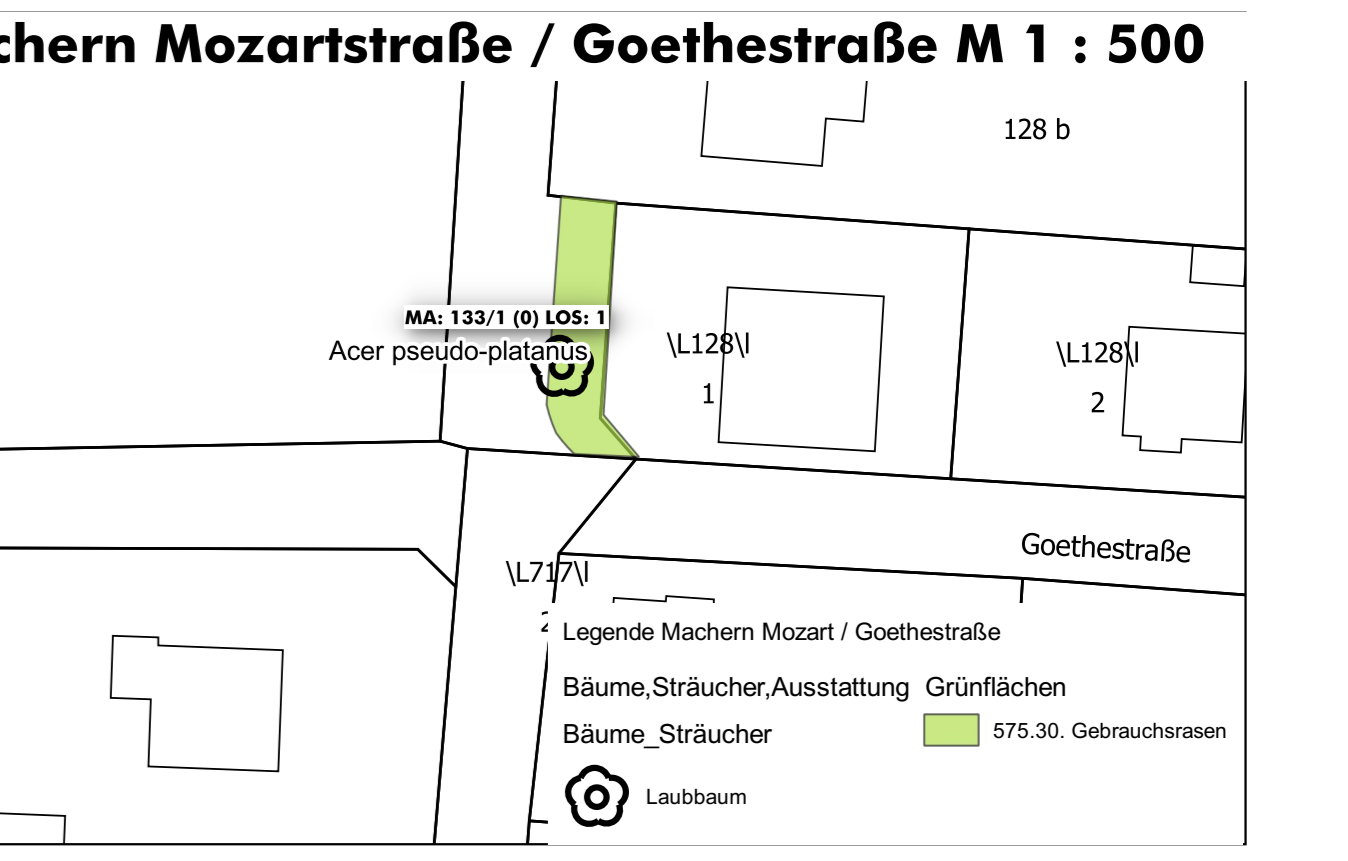 chern Mozartstraße / Goethestraße M 1 : 500
128 b
MA: 133/1 (0) LOS: 1
Acer pseudo-platanus
\L128\l
1
\L128\l
2
Goethestraße
\L717\l
2
Legende Machern Mozart / Goethestraße
Bäume,Sträucher,Ausstattung
Grünflächen
Bäume_Sträucher
575.30. Gebrauchsrasen
Laubbaum